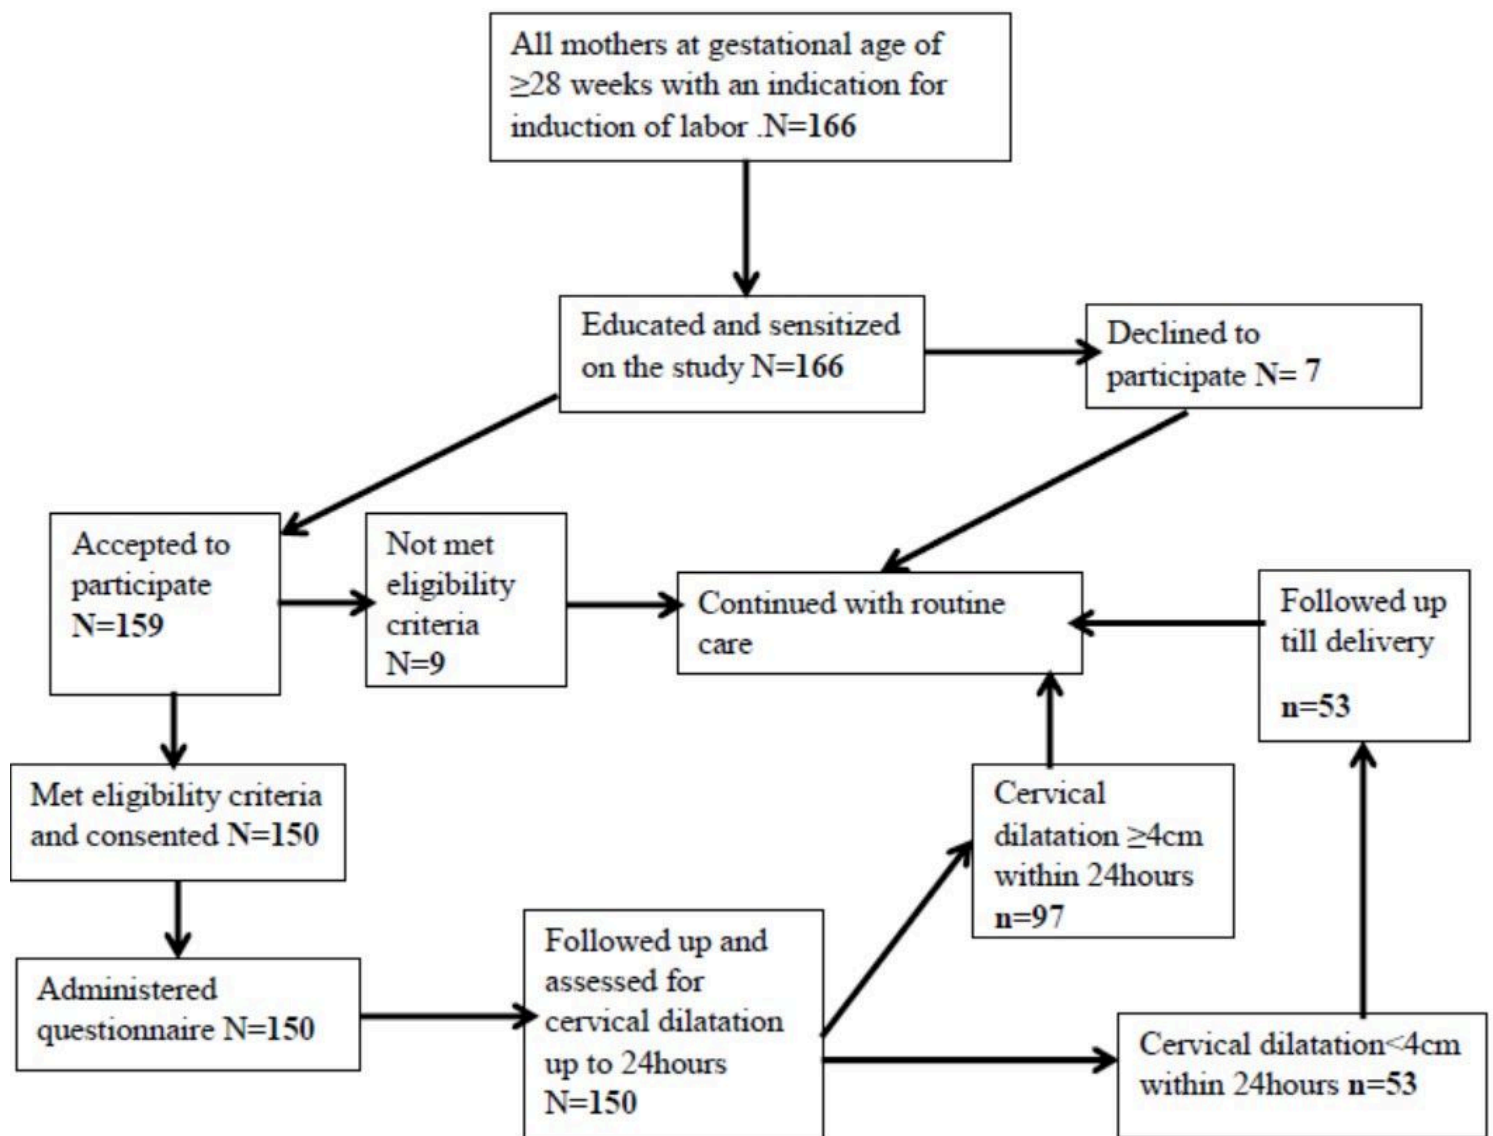 All mothers at gestational age of
≥28 weeks with an indication for
induction of labor .N=166
Educated and sensitized
on the study N=166
Declined to
participate N= 7
Accepted to
participate
N=159
Not met
eligibility
criteria
N=9
Continued with routine
care
Followed up
till delivery
n=53
Met eligibility criteria
and consented N=150
Cervical
dilatation ≥4cm
within 24hours
n=97
Administered
questionnaire N=150
Followed up and
assessed for
cervical dilatation
up to 24hours
N=150
Cervical dilatation<4cm
within 24hours n=53